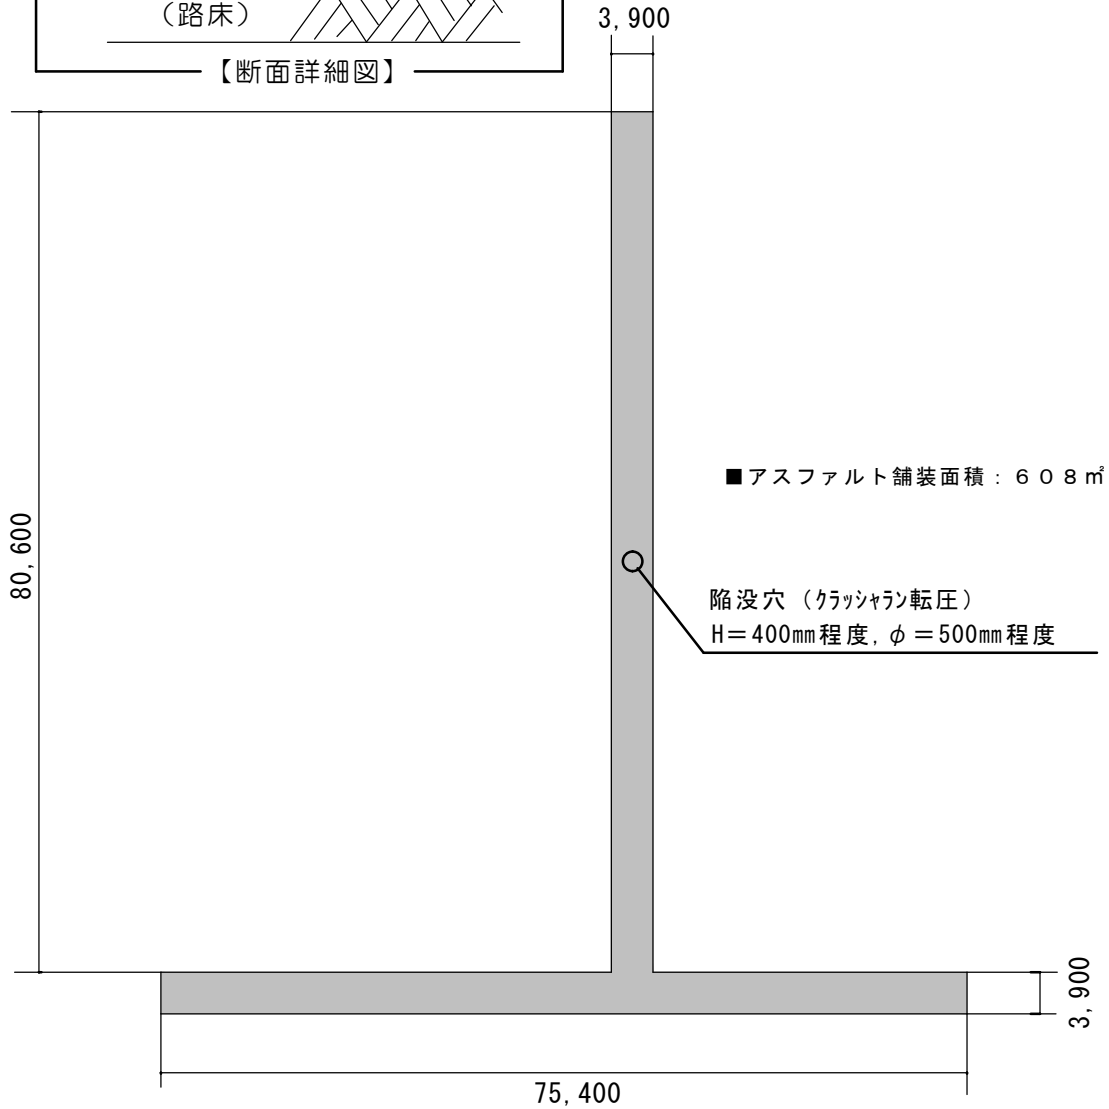 （路床）
【断面詳細図】
3,900
80,600
■アスファルト舗装面積：６０８㎡
陥没穴（ｸﾗｯｼｬﾗﾝ転圧）
H＝400㎜程度,φ＝500㎜程度
3,900
75,400